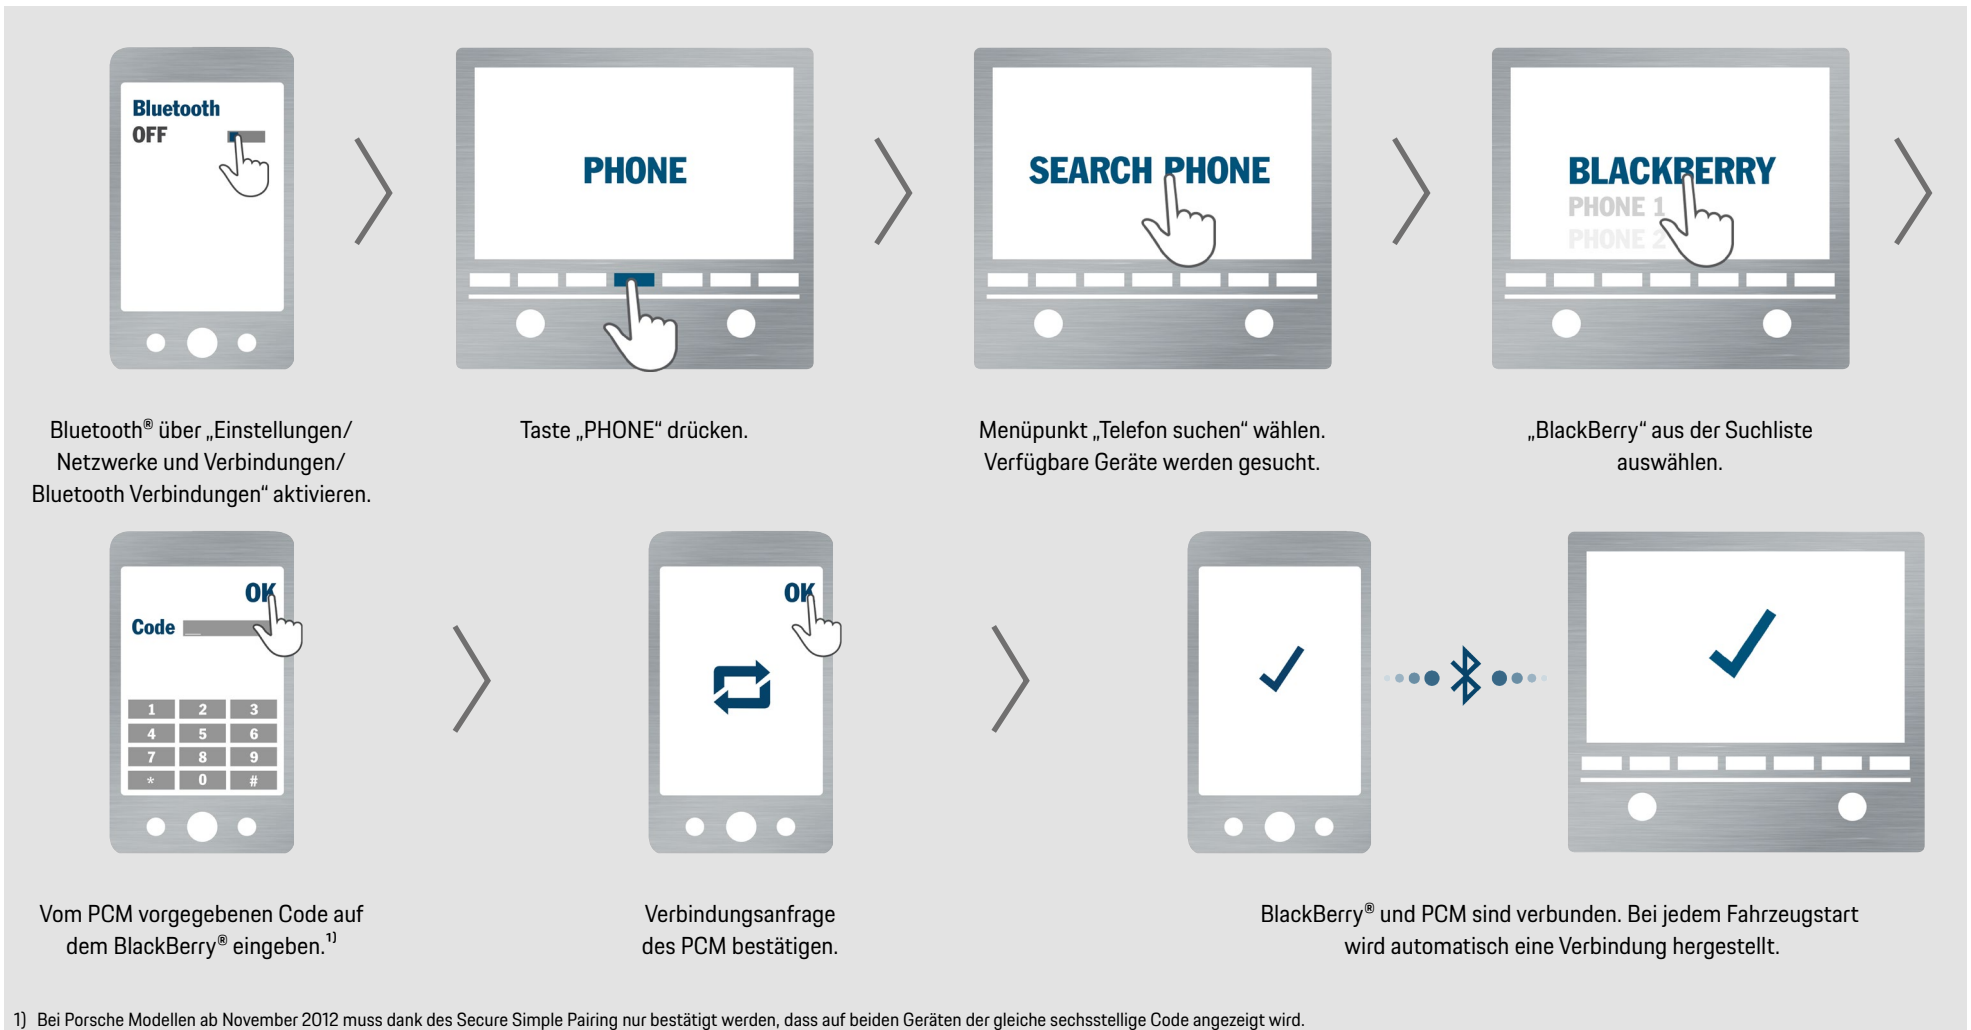 Bluetooth
OFF
PHONE
SEARCH PHONE
BLACKBERRY
PHONE 1
PHONE 2
Bluetooth® über „Einstellungen/
Netzwerke und Verbindungen/
Bluetooth Verbindungen“ aktivieren.
Taste „PHONE“ drücken.
Menüpunkt „Telefon suchen“ wählen.
Verfügbare Geräte werden gesucht.
„BlackBerry“ aus der Suchliste
auswählen.
OK
Code
1 2 3
4 5 6
7 8 9
* 0 #
OK
Vom PCM vorgegebenen Code auf
dem BlackBerry® eingeben.¹⁾
Verbindungsanfrage
des PCM bestätigen.
BlackBerry® und PCM sind verbunden. Bei jedem Fahrzeugstart
wird automatisch eine Verbindung hergestellt.
1) Bei Porsche Modellen ab November 2012 muss dank des Secure Simple Pairing nur bestätigt werden, dass auf beiden Geräten der gleiche sechsstellige Code angezeigt wird.